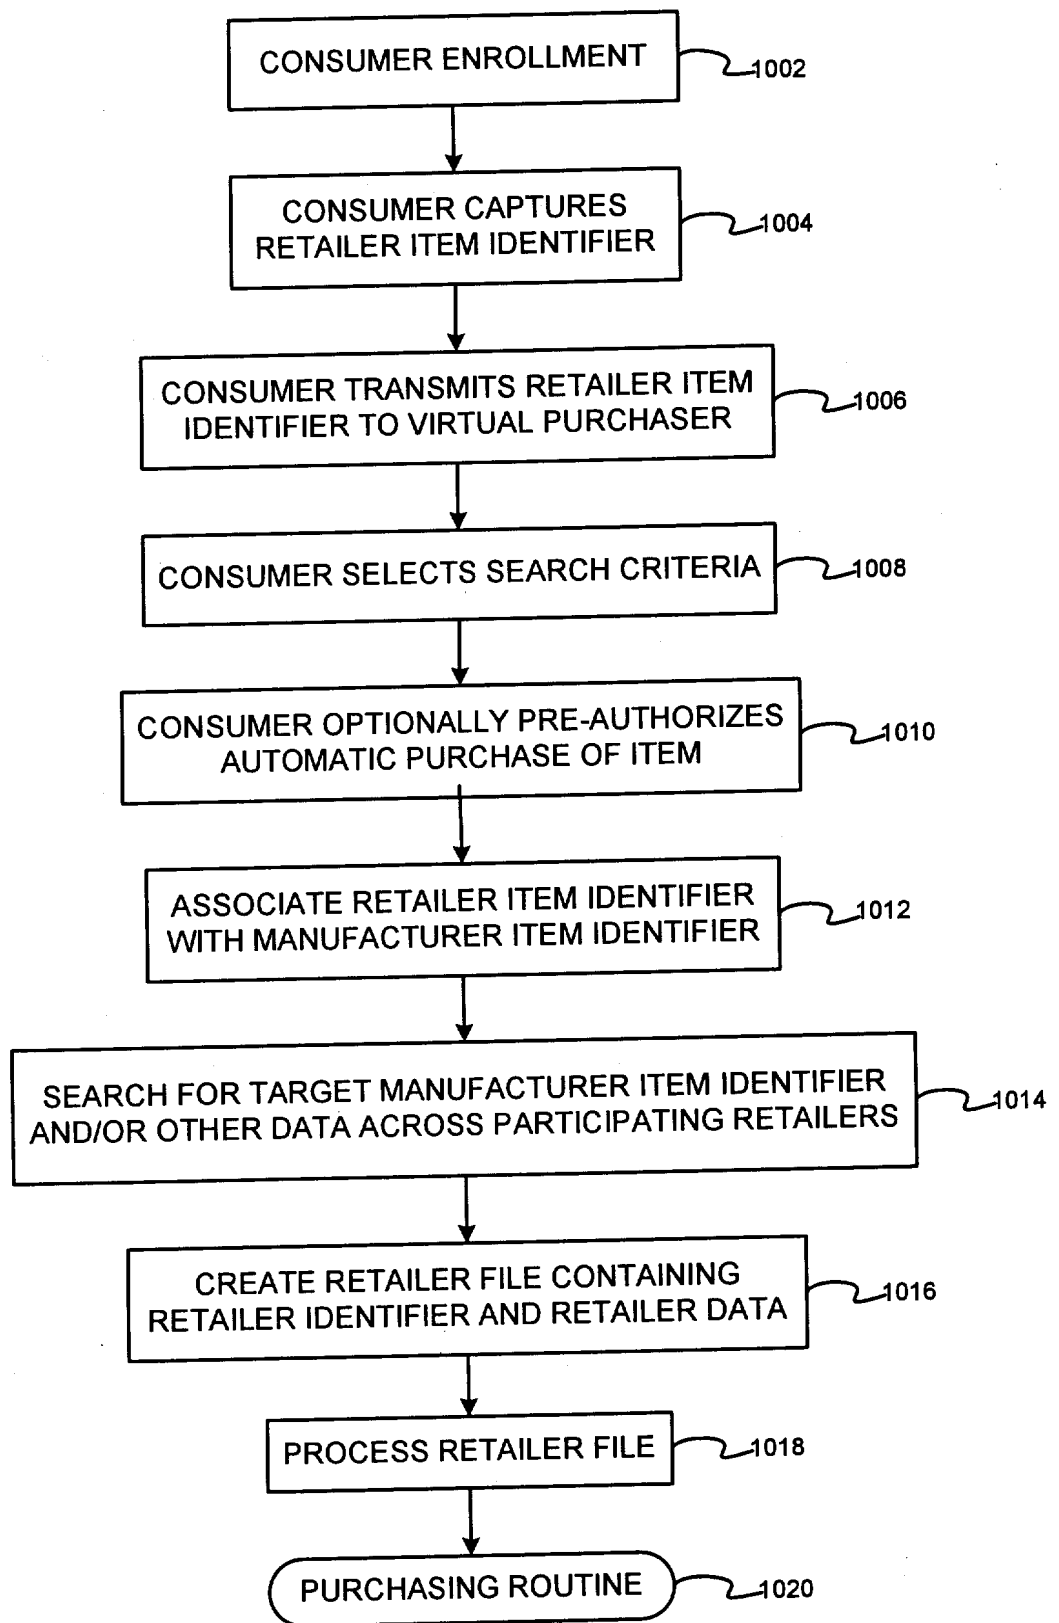 CONSUMER ENROLLMENT
1002
CONSUMER CAPTURES
RETAILER ITEM IDENTIFIER
1004
CONSUMER TRANSMITS RETAILER ITEM
IDENTIFIER TO VIRTUAL PURCHASER
1006
CONSUMER SELECTS SEARCH CRITERIA
1008
CONSUMER OPTIONALLY PRE-AUTHORIZES
AUTOMATIC PURCHASE OF ITEM
1010
ASSOCIATE RETAILER ITEM IDENTIFIER
WITH MANUFACTURER ITEM IDENTIFIER
1012
SEARCH FOR TARGET MANUFACTURER ITEM IDENTIFIER
AND/OR OTHER DATA ACROSS PARTICIPATING RETAILERS
1014
CREATE RETAILER FILE CONTAINING
RETAILER IDENTIFIER AND RETAILER DATA
1016
PROCESS RETAILER FILE
1018
PURCHASING ROUTINE
1020